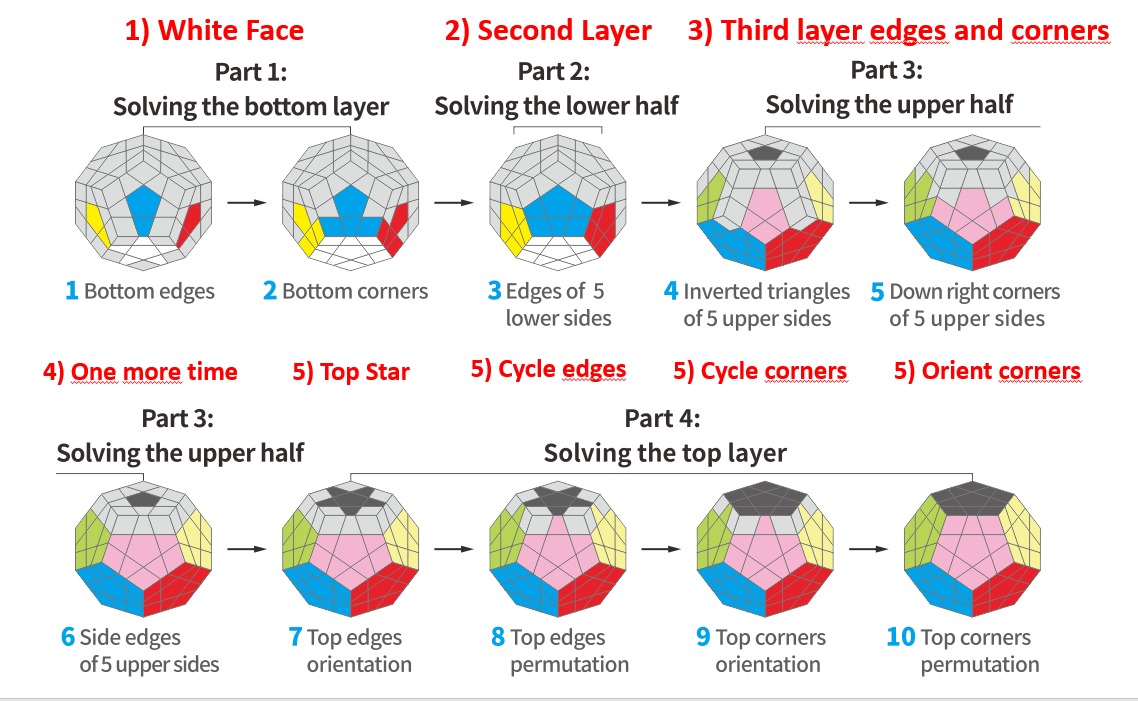 1) White Face
2) Second Layer
3) Third layer edges and corners
Part 1:
Solving the bottom layer
Part 2:
Solving the lower half
Part 3:
Solving the upper half
1 Bottom edges
2 Bottom corners
3 Edges of 5
lower sides
4 Inverted triangles
of 5 upper sides
5 Down right corners
of 5 upper sides
4) One more time
5) Top Star
5) Cycle edges
5) Cycle corners
5) Orient corners
Part 3:
Solving the upper half
Part 4:
Solving the top layer
6 Side edges
of 5 upper sides
7 Top edges
orientation
8 Top edges
permutation
9 Top corners
orientation
10 Top corners
permutation